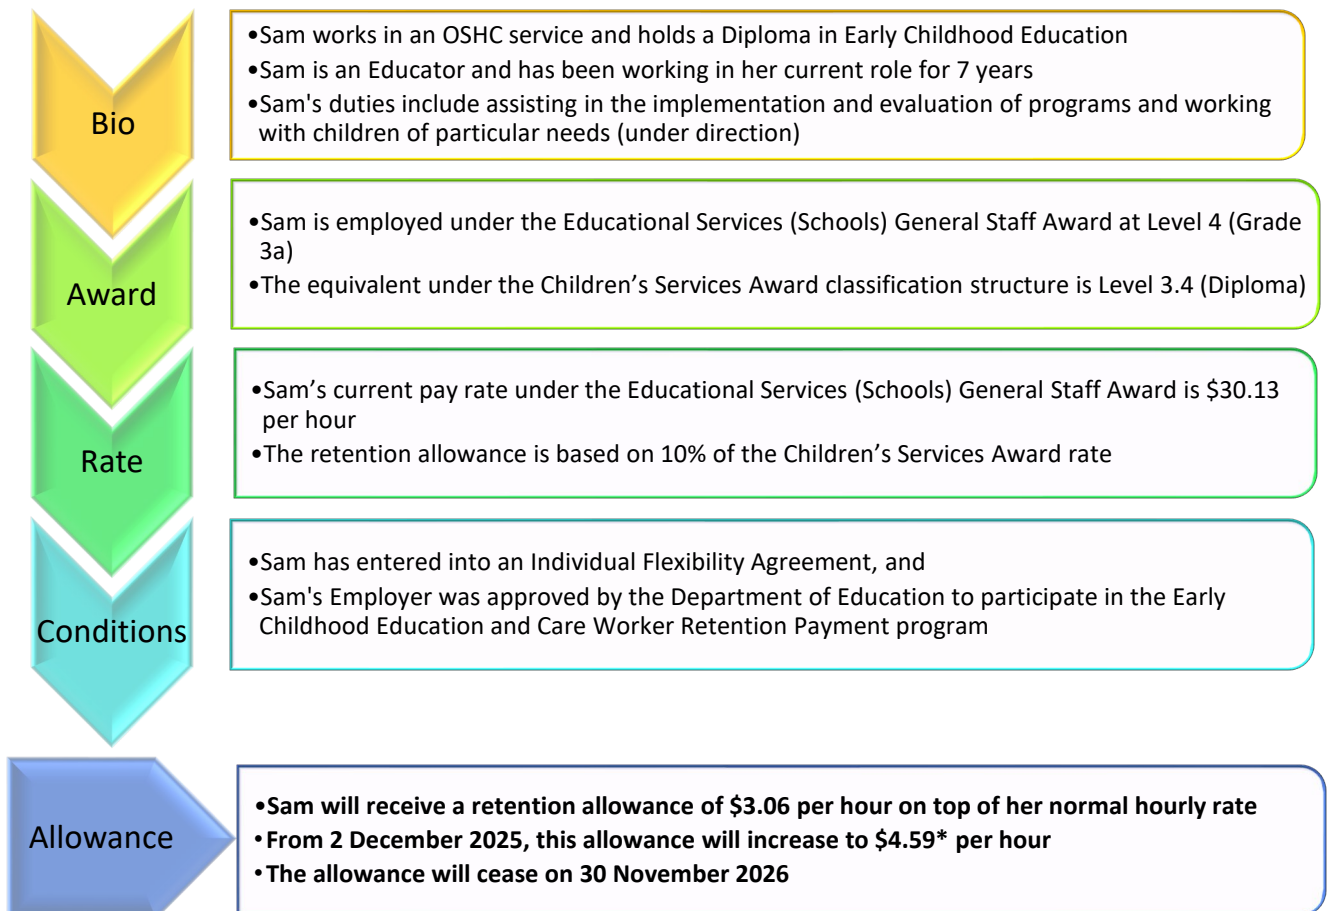 Bio
•Sam works in an OSHC service and holds a Diploma in Early Childhood Education
•Sam is an Educator and has been working in her current role for 7 years
•Sam's duties include assisting in the implementation and evaluation of programs and working
with children of particular needs (under direction)
Award
•Sam is employed under the Educational Services (Schools) General Staff Award at Level 4 (Grade
3a)
•The equivalent under the Children’s Services Award classification structure is Level 3.4 (Diploma)
Rate
•Sam’s current pay rate under the Educational Services (Schools) General Staff Award is $30.13
per hour
•The retention allowance is based on 10% of the Children’s Services Award rate
Conditions
•Sam has entered into an Individual Flexibility Agreement, and
•Sam's Employer was approved by the Department of Education to participate in the Early
Childhood Education and Care Worker Retention Payment program
Allowance
•Sam will receive a retention allowance of $3.06 per hour on top of her normal hourly rate
•From 2 December 2025, this allowance will increase to $4.59* per hour
•The allowance will cease on 30 November 2026